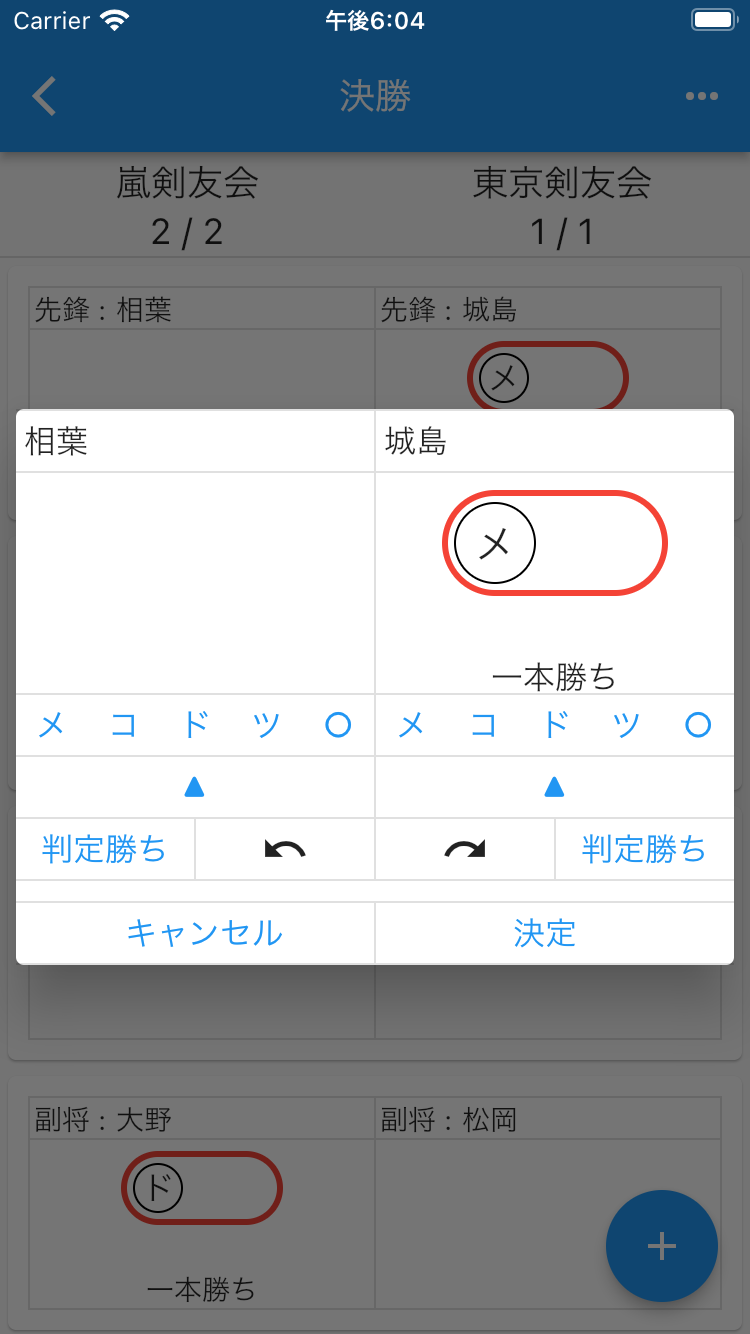 Carrier 午後6:04
決勝
嵐剣友会 東京剣友会
2 / 2 1 / 1
先鋒：相葉 先鋒：城島
メ
相葉 城島
メ
一本勝ち
メ コ ド ツ ○ メ コ ド ツ ○
▲ ▲
判定勝ち 判定勝ち
キャンセル 決定
副将：大野 副将：松岡
ド
一本勝ち